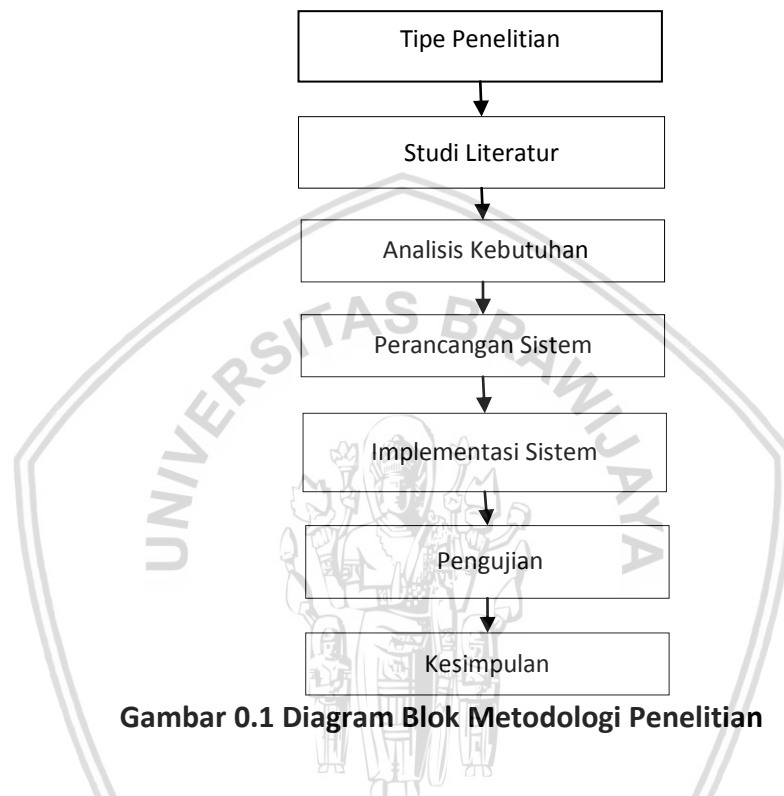 Tipe Penelitian
Studi Literatur
Analisis Kebutuhan
UNIVERSITAS BRAWIJAYA
Perancangan Sistem
Implementasi Sistem
Pengujian
Kesimpulan
Gambar 0.1 Diagram Blok Metodologi Penelitian